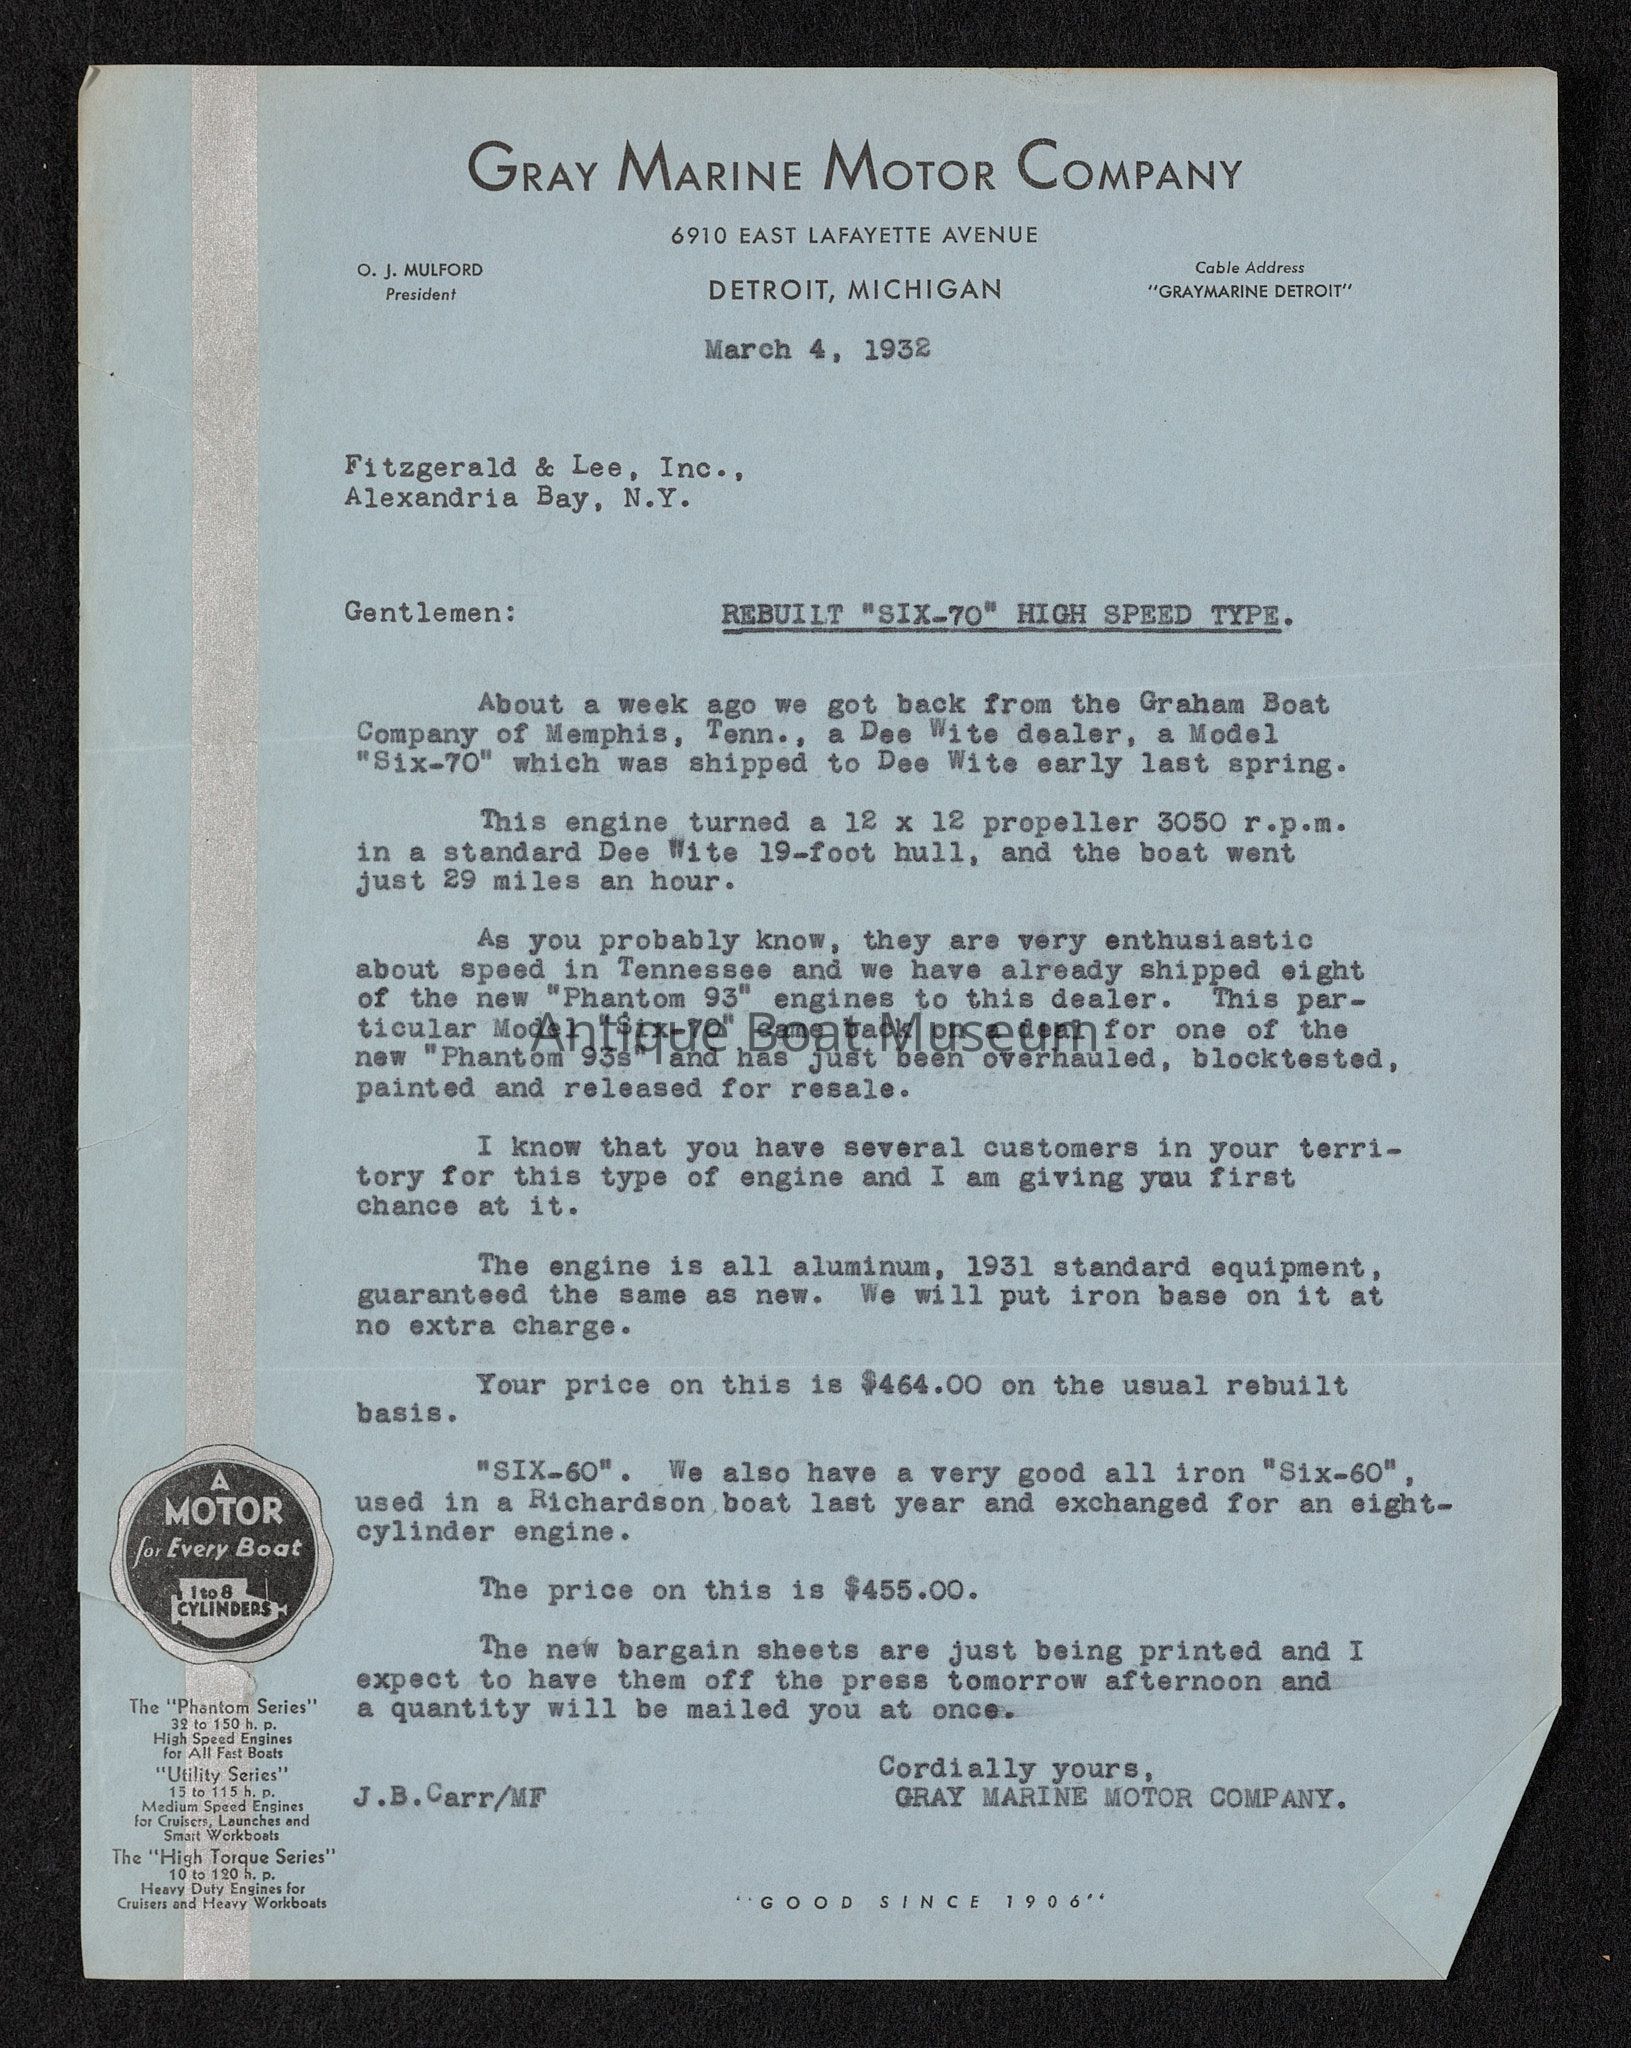 GRAY MARINE MOTOR COMPANY
6910 EAST LAFAYETTE AVENUE
O. J. MULFORD
President
DETROIT, MICHIGAN
Cable Address
"GRAYMARINE DETROIT"
March 4, 1932
Fitzgerald & Lee, Inc.,
Alexandria Bay, N.Y.
Gentlemen: REBUILT "SIX-70" HIGH SPEED TYPE.
About a week ago we got back from the Graham Boat
Company of Memphis, Tenn., a Dee Wite dealer, a Model
"Six-70" which was shipped to Dee Wite early last spring.
This engine turned a 12 x 12 propeller 3050 r.p.m.
in a standard Dee Wite 19-foot hull, and the boat went
just 29 miles an hour.
As you probably know, they are very enthusiastic
about speed in Tennessee and we have already shipped eight
of the new "Phantom 93" engines to this dealer. This par-
ticular Model "Six-70" came back on a deal for one of the
Antique Boat Museum
new "Phantom 93s" and has just been overhauled, blocktested,
painted and released for resale.
I know that you have several customers in your terri-
tory for this type of engine and I am giving you first
chance at it.
The engine is all aluminum, 1931 standard equipment,
guaranteed the same as new. We will put iron base on it at
no extra charge.
Your price on this is $464.00 on the usual rebuilt
basis.
"SIX-60". We also have a very good all iron "Six-60",
used in a Richardson boat last year and exchanged for an eight-
cylinder engine.
The price on this is $455.00.
The new bargain sheets are just being printed and I
expect to have them off the press tomorrow afternoon and
a quantity will be mailed you at once.
Cordially yours,
J.B.Carr/MF GRAY MARINE MOTOR COMPANY.
A
MOTOR
for Every Boat
1 to 8
CYLINDERS
The "Phantom Series"
32 to 150 h. p.
High Speed Engines
for All Fast Boats
"Utility Series"
15 to 115 h. p.
Medium Speed Engines
for Cruisers, Launches and
Smart Workboats
The "High Torque Series"
10 to 120 h. p.
Heavy Duty Engines for
Cruisers and Heavy Workboats
"GOOD SINCE 1906"